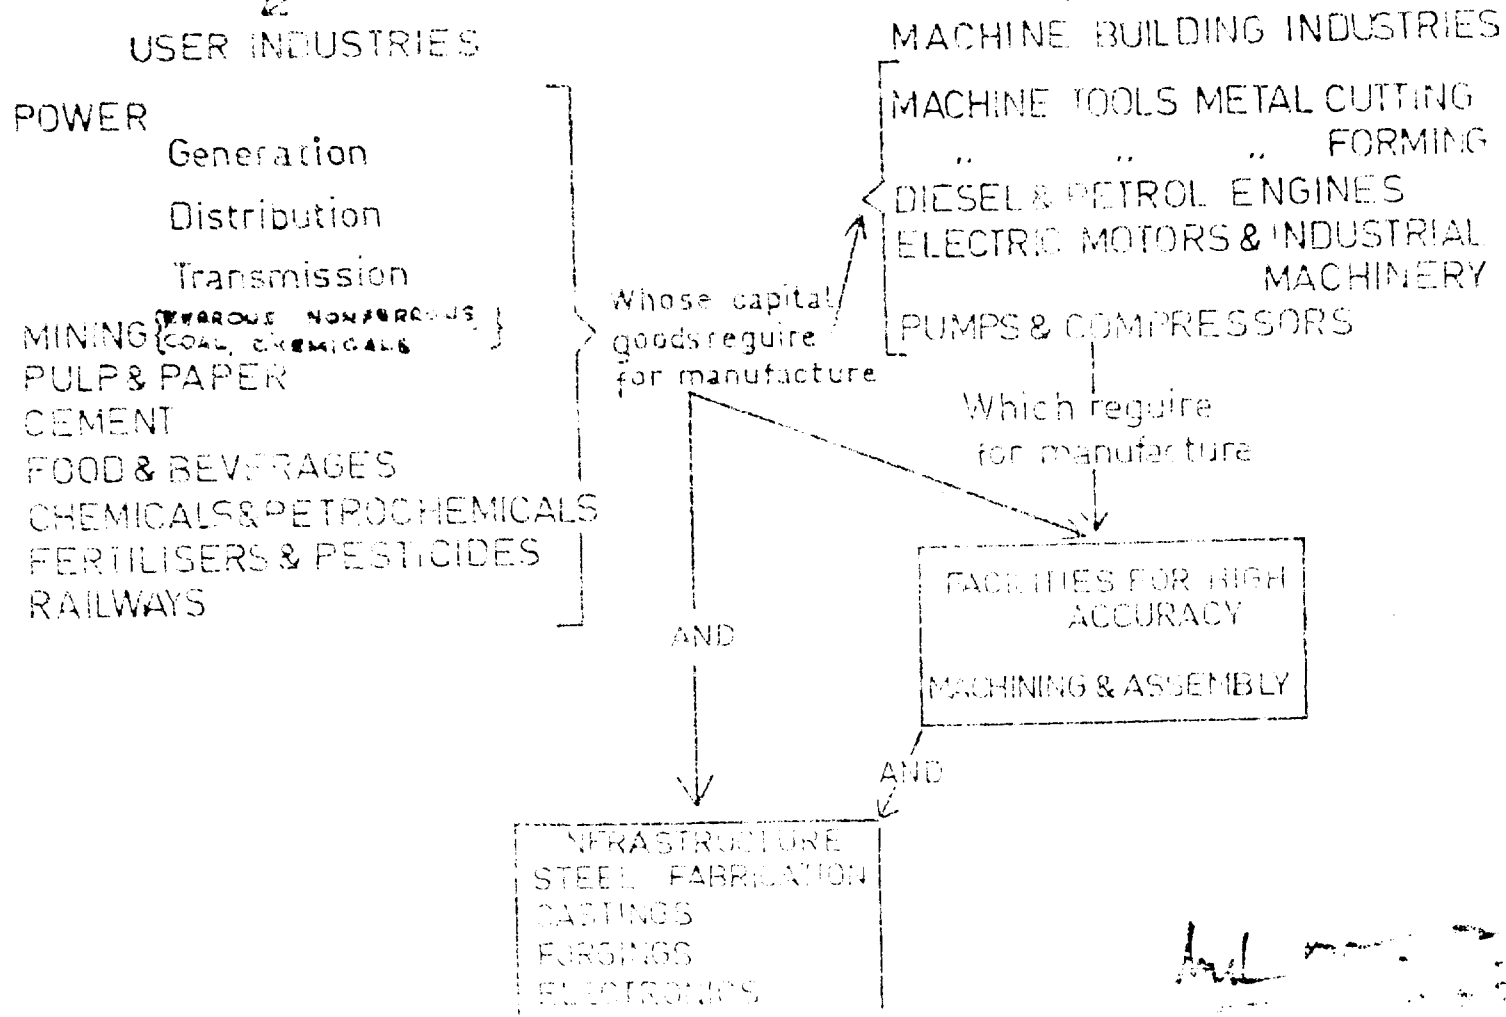 USER INDUSTRIES
POWER
Generation
Distribution
Transmission
MINING { FERROUS NONFERROUS }
COAL, CHEMICALS
PULP & PAPER
CEMENT
FOOD & BEVERAGES
CHEMICALS & PETROCHEMICALS
FERTILISERS & PESTICIDES
RAILWAYS
Whose capital
goods reguire
for manufacture
MACHINE BUILDING INDUSTRIES
MACHINE TOOLS METAL CUTTING
,, ,, ,, FORMING
DIESEL & PETROL ENGINES
ELECTRIC MOTORS & INDUSTRIAL
MACHINERY
PUMPS & COMPRESSORS
Which reguire
for manufacture
FACILITIES FOR HIGH
ACCURACY
MACHINING & ASSEMBLY
AND
AND
INFRASTRUCTURE
STEEL FABRICATION
CASTINGS
FORGINGS
ELECTRONICS